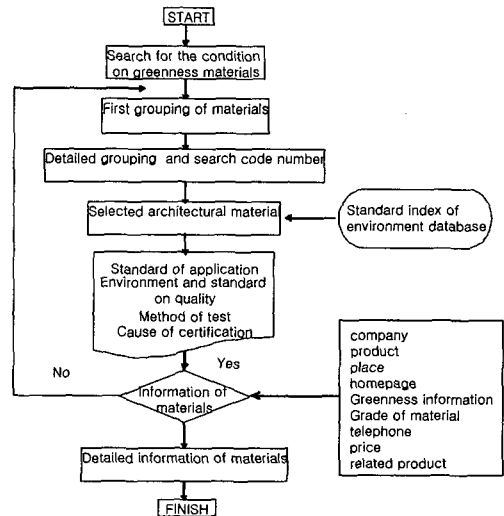 START
Search for the condition
on greenness materials
First grouping of materials
Detailed grouping and search code number
Selected architectural material
Standard index of
environment database
Standard of application
Environment and standard
on quality
Method of test
Cause of certification
Yes
No
Information of
materials
company
product
place
homepage
Greenness information
Grade of material
telephone
price
related product
Detailed information of materials
FINISH